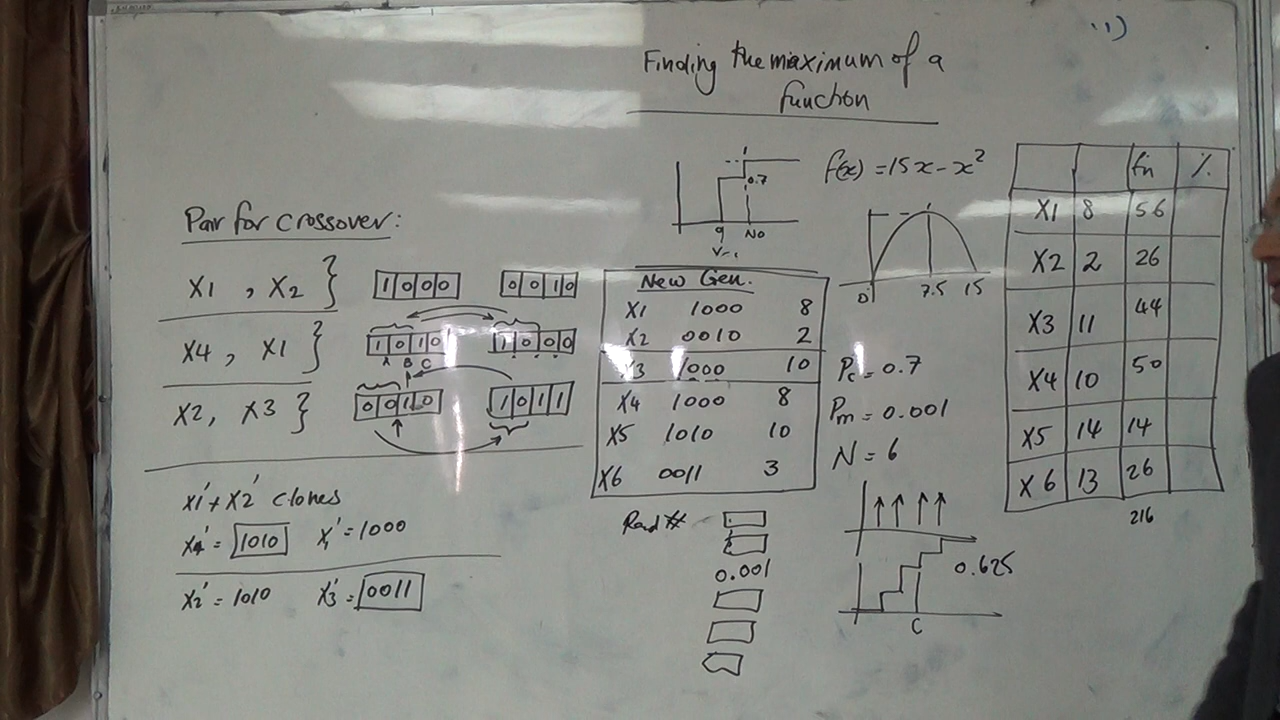 11)
Finding the maximum of a
function
f(x) = 15x - x²
0.7
9 No
Pair for crossover:
X1 , X2 } 1 0 0 0 0 0 1 0
X4 , X1 } 1 0 1 0 1 0 0 0
A B C
X2, X3 } 0 0 1 0 1 0 1 1
X1' + X2' clones
X4' = 1010 X1' = 1000
X2' = 1010 X3' = 0011
New Gen.
X1 1000 8
X2 0010 2
X3 1000 10
X4 1000 8
X5 1010 10
X6 0011 3
Rand #
0.001
0 7.5 15
Pc = 0.7
Pm = 0.001
N = 6
0.625
C
fn %
X1 8 56
X2 2 26
X3 11 44
X4 10 50
X5 14 14
X6 13 26
216